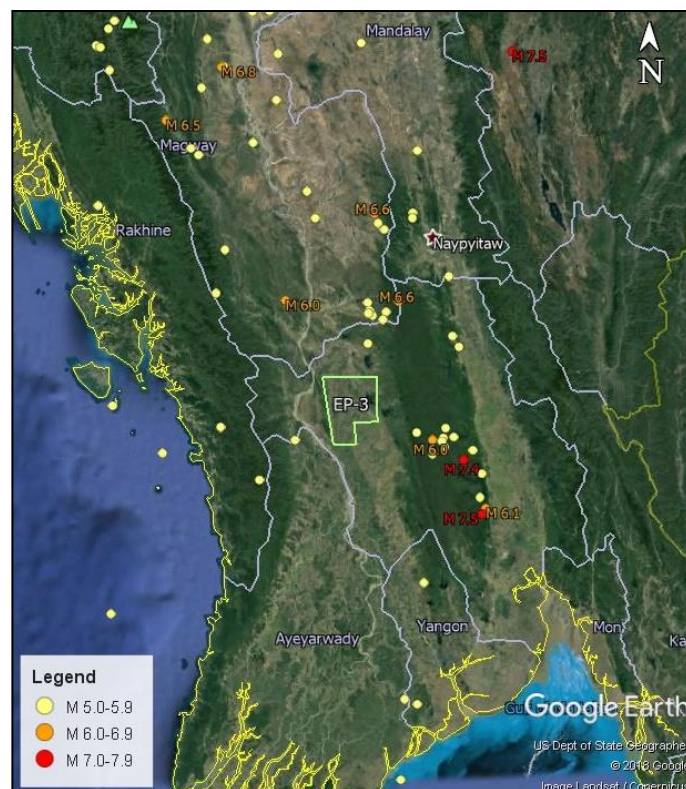 Mandalay
N
M 7.5
M 6.8
M 6.5
Magway
Rakhine
M 6.6
Naypyitaw
M 6.0
M 6.6
EP-3
M 6.0
M 7.4
M 7.5
M 6.1
Ayeyarwady
Yangon
Mon
Ka
Legend
M 5.0-5.9
M 6.0-6.9
M 7.0-7.9
Google Earth
US Dept of State Geographe
© 2018 Google
Image Landsat / Copernicus